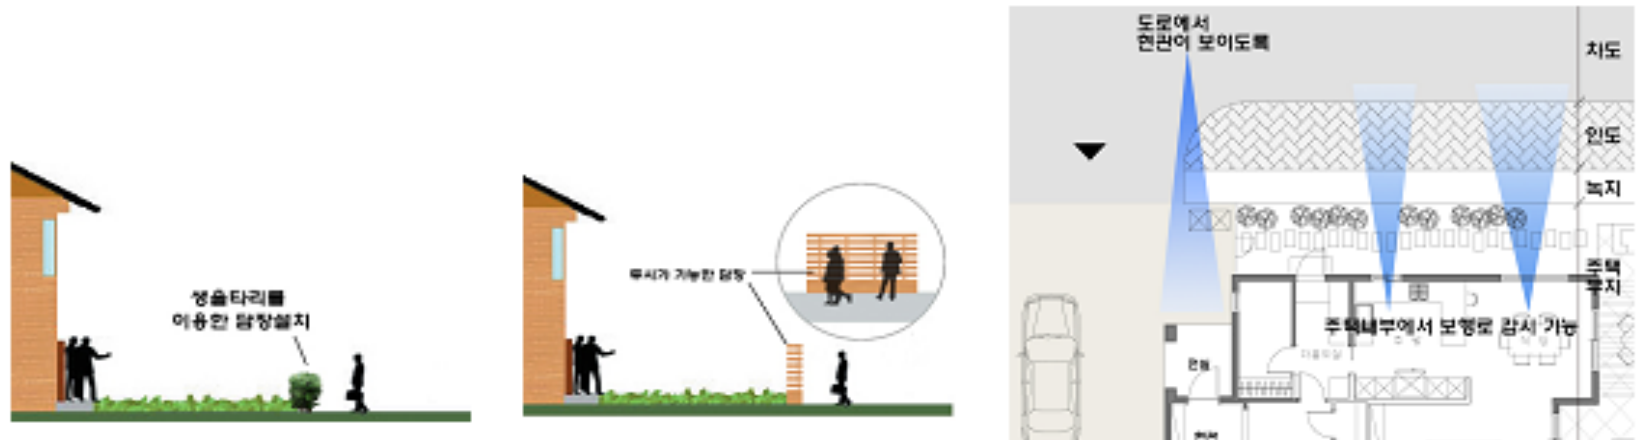 생울타리를
이용한 담장설치
투시가 가능한 담장
도로에서
현관이 보이도록
차도
인도
녹지
주택
부지
주택내부에서 보행로 감시 가능
현관